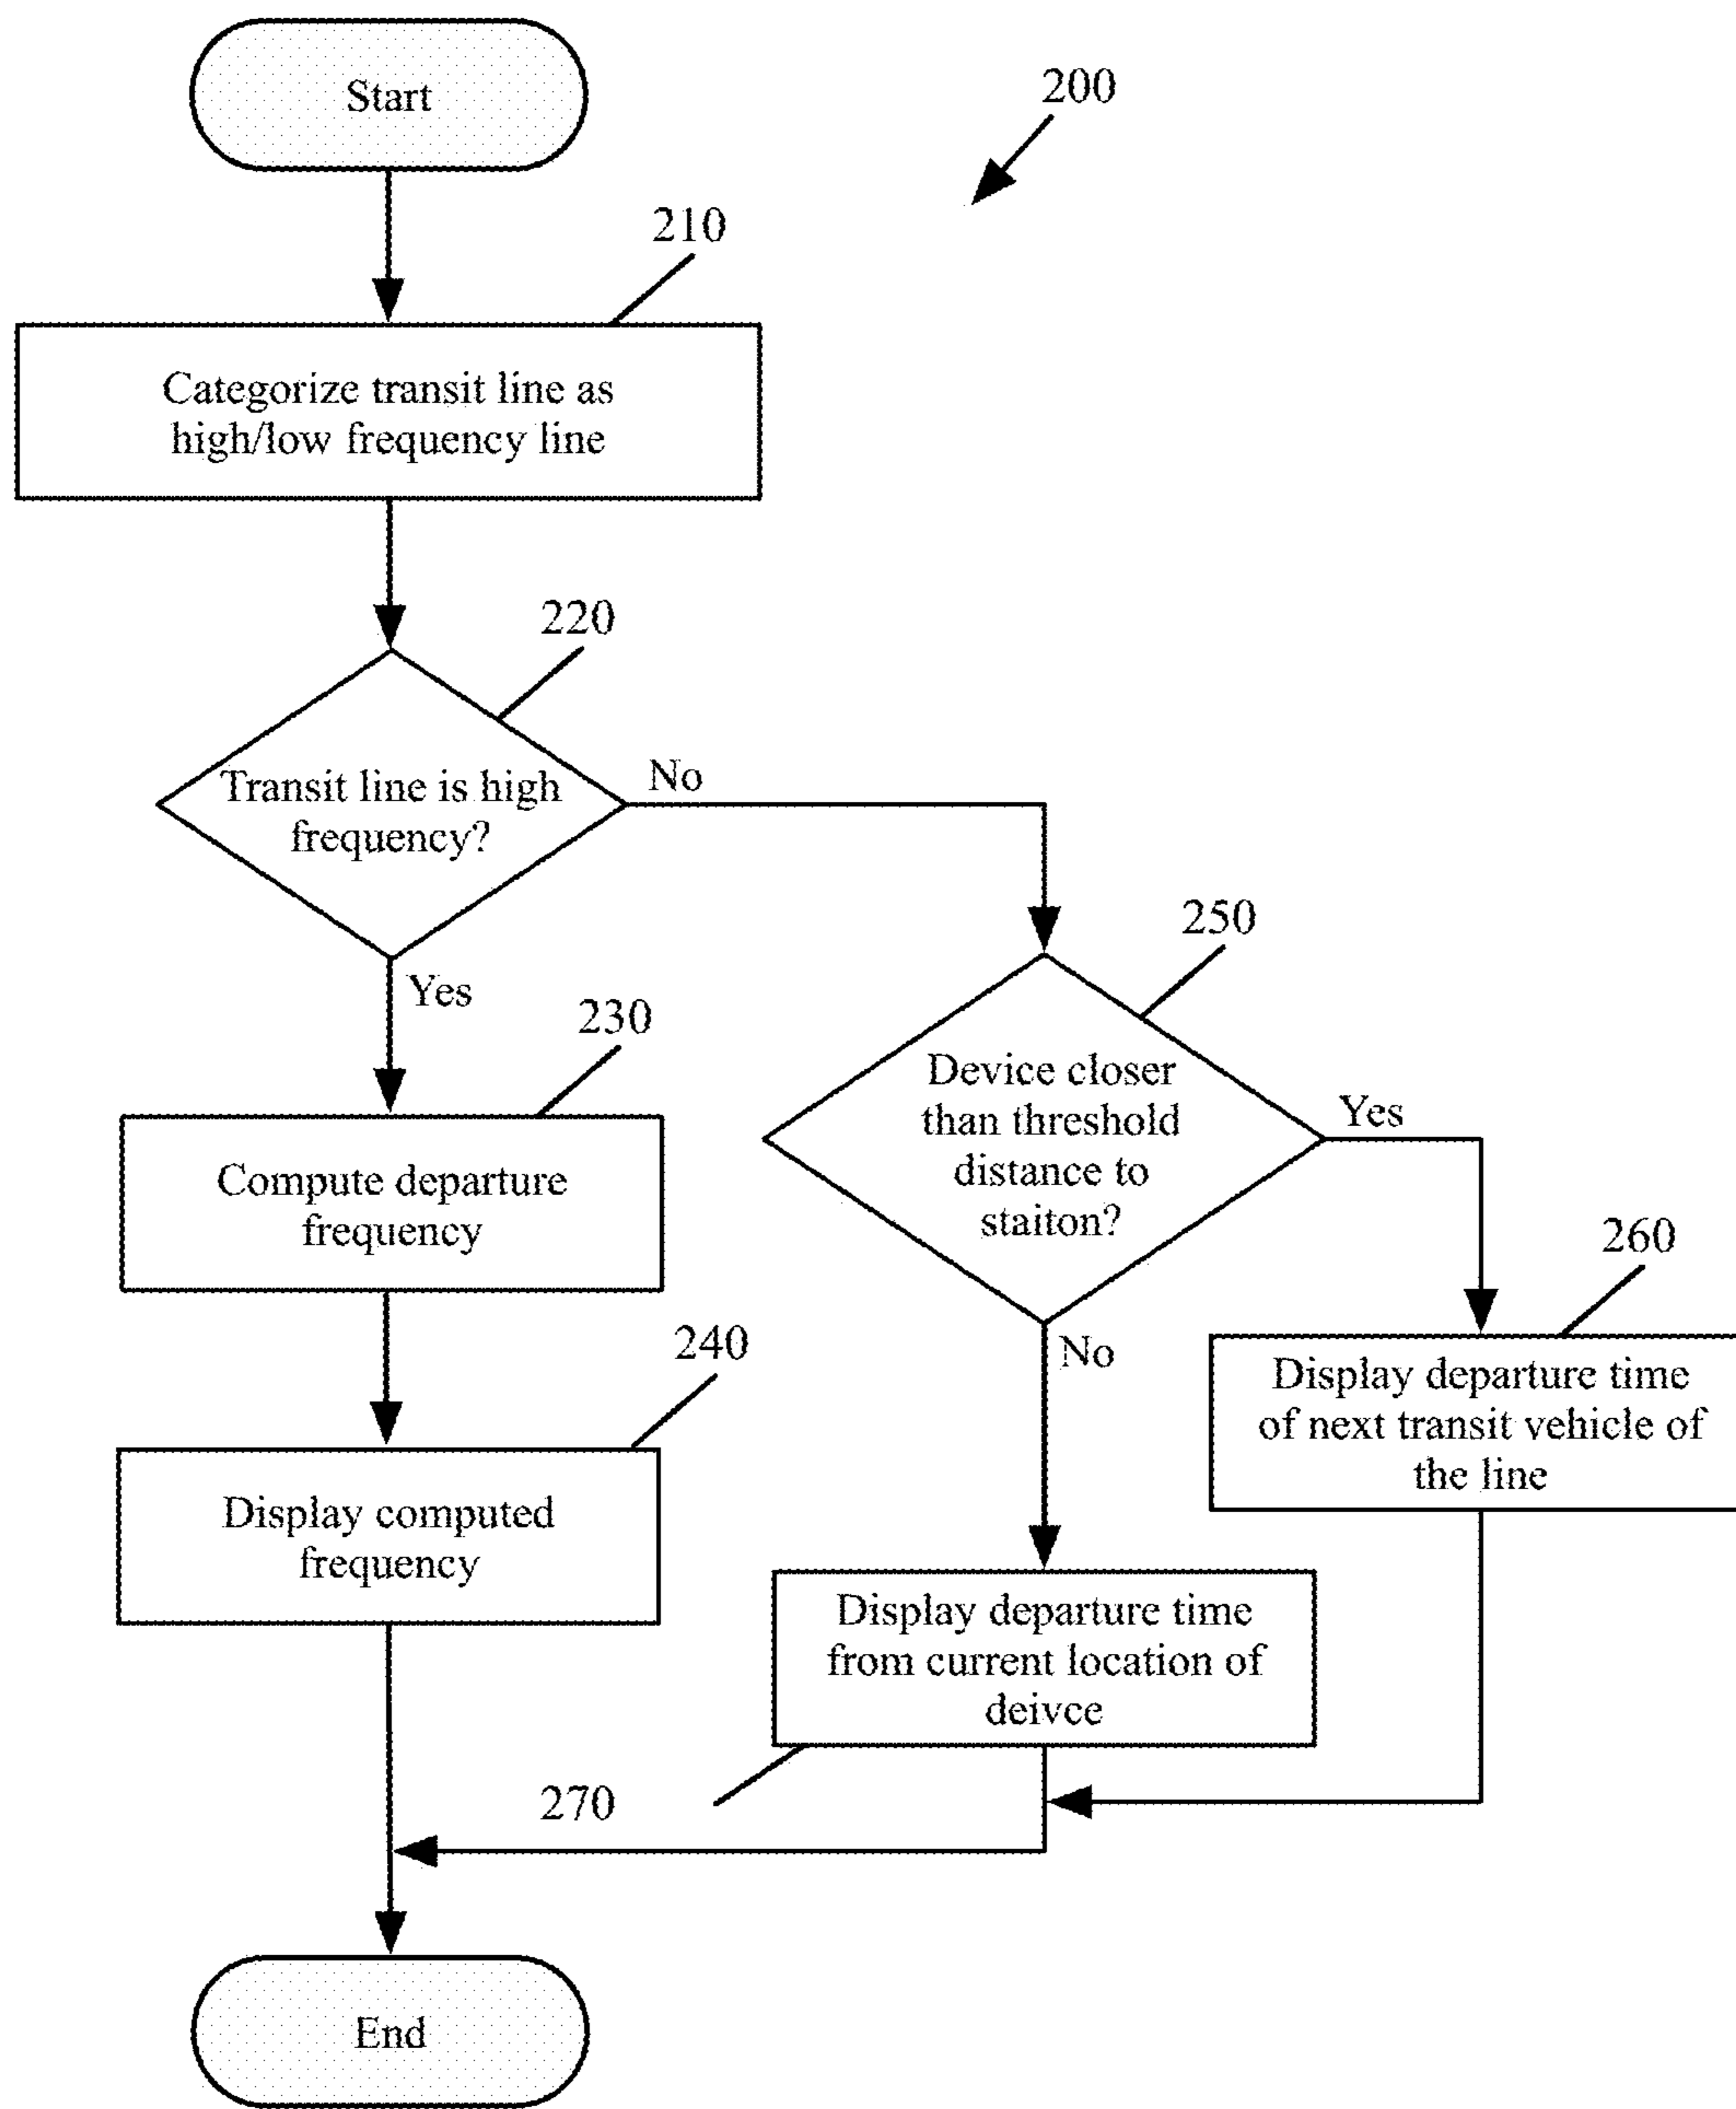 Start
200
210
Categorize transit line as
high/low frequency line
220
Transit line is high
frequency?
No
Yes
230
Compute departure
frequency
240
Display computed
frequency
250
Device closer
than threshold
distance to
staiton?
Yes
No
260
Display departure time
of next transit vehicle of
the line
Display departure time
from current location of
deivce
270
End